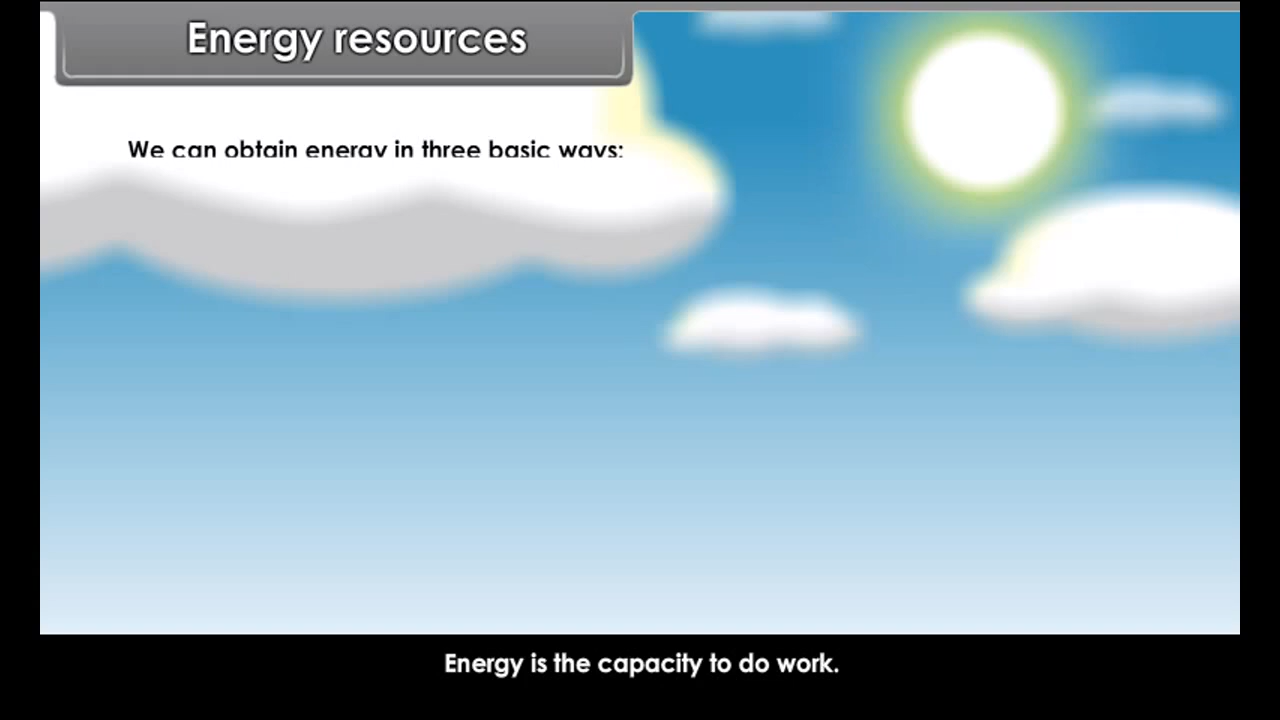 Energy resources
We can obtain energy in three basic ways:
Energy is the capacity to do work.